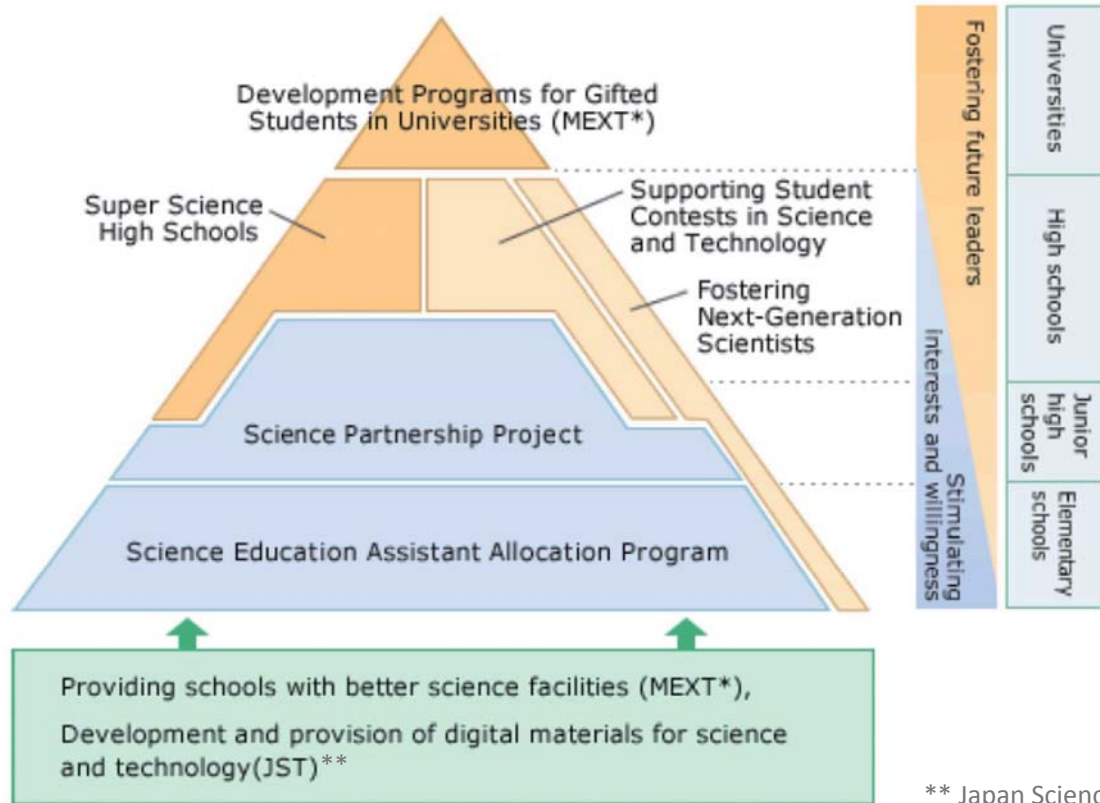 Development Programs for Gifted
Students in Universities (MEXT*)
Super Science
High Schools
Supporting Student
Contests in Science
and Technology
Fostering
Next-Generation
Scientists
Science Partnership Project
Science Education Assistant Allocation Program
Providing schools with better science facilities (MEXT*),
Development and provision of digital materials for science
and technology(JST)**
Fostering future leaders
Stimulating
interests and willingness
Universities
High schools
Junior
high
schools
Elementary
schools
** Japan Scienc